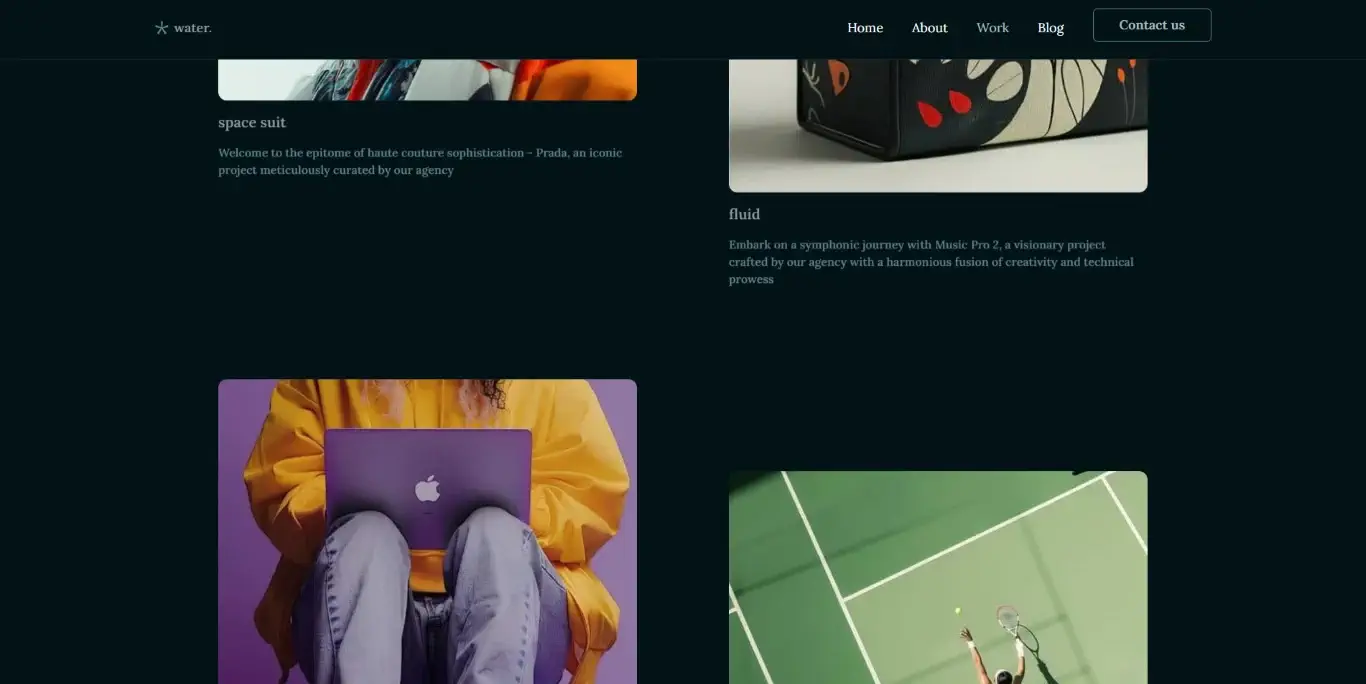 water.
Home
About
Work
Blog
Contact us
space suit
Welcome to the epitome of haute couture sophistication – Prada, an iconic
project meticulously curated by our agency
fluid
Embark on a symphonic journey with Music Pro 2, a visionary project
crafted by our agency with a harmonious fusion of creativity and technical
prowess